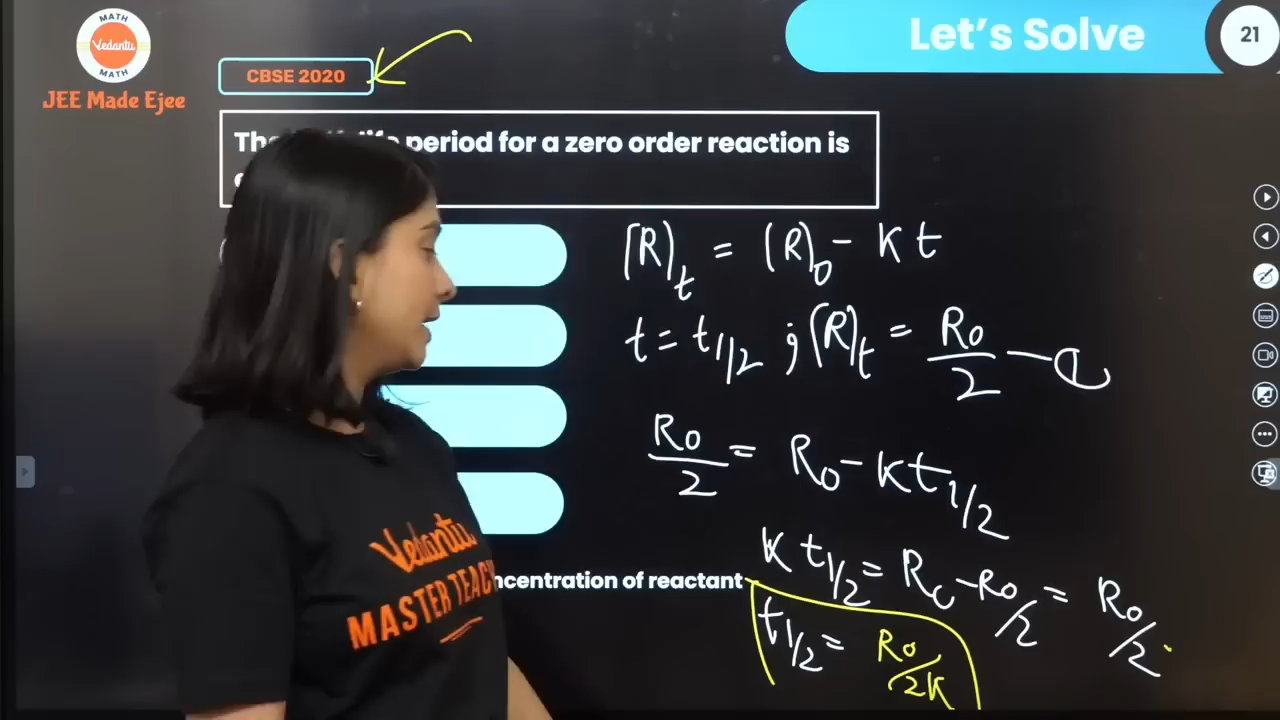 MATH
Vedantu
MATH
JEE Made Ejee
Let's Solve
21
CBSE 2020
period for a zero order reaction is
[R]t = [R]0 - Kt
t = t1/2 ; [R]t = R0/2 —①
R0/2 = R0 - Kt1/2
Kt1/2 = R0 - R0/2 = R0/2.
ncentration of reactant
t1/2 = R0/2K
Vedantu
MASTER TEAC